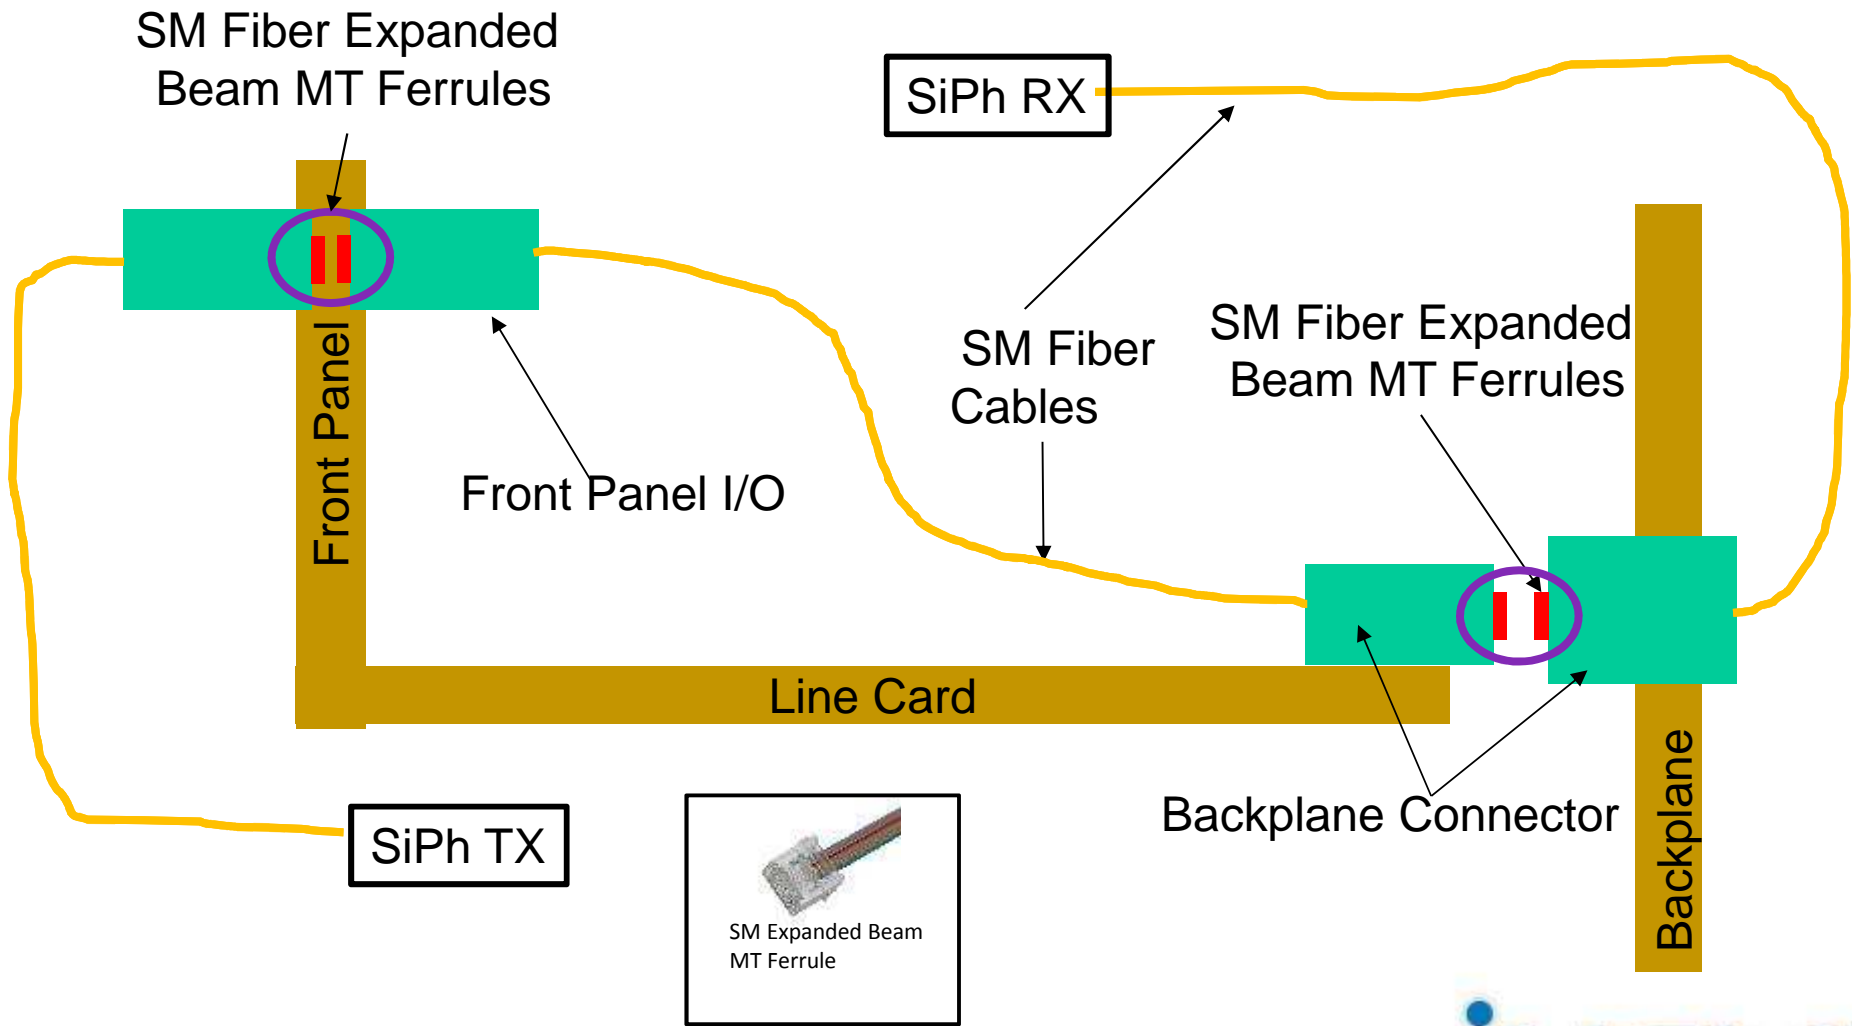 SM Fiber Expanded
Beam MT Ferrules
SiPh RX
Front Panel
SM Fiber
Cables
SM Fiber Expanded
Beam MT Ferrules
Front Panel I/O
Line Card
Backplane Connector
Backplane
SiPh TX
SM Expanded Beam
MT Ferrule